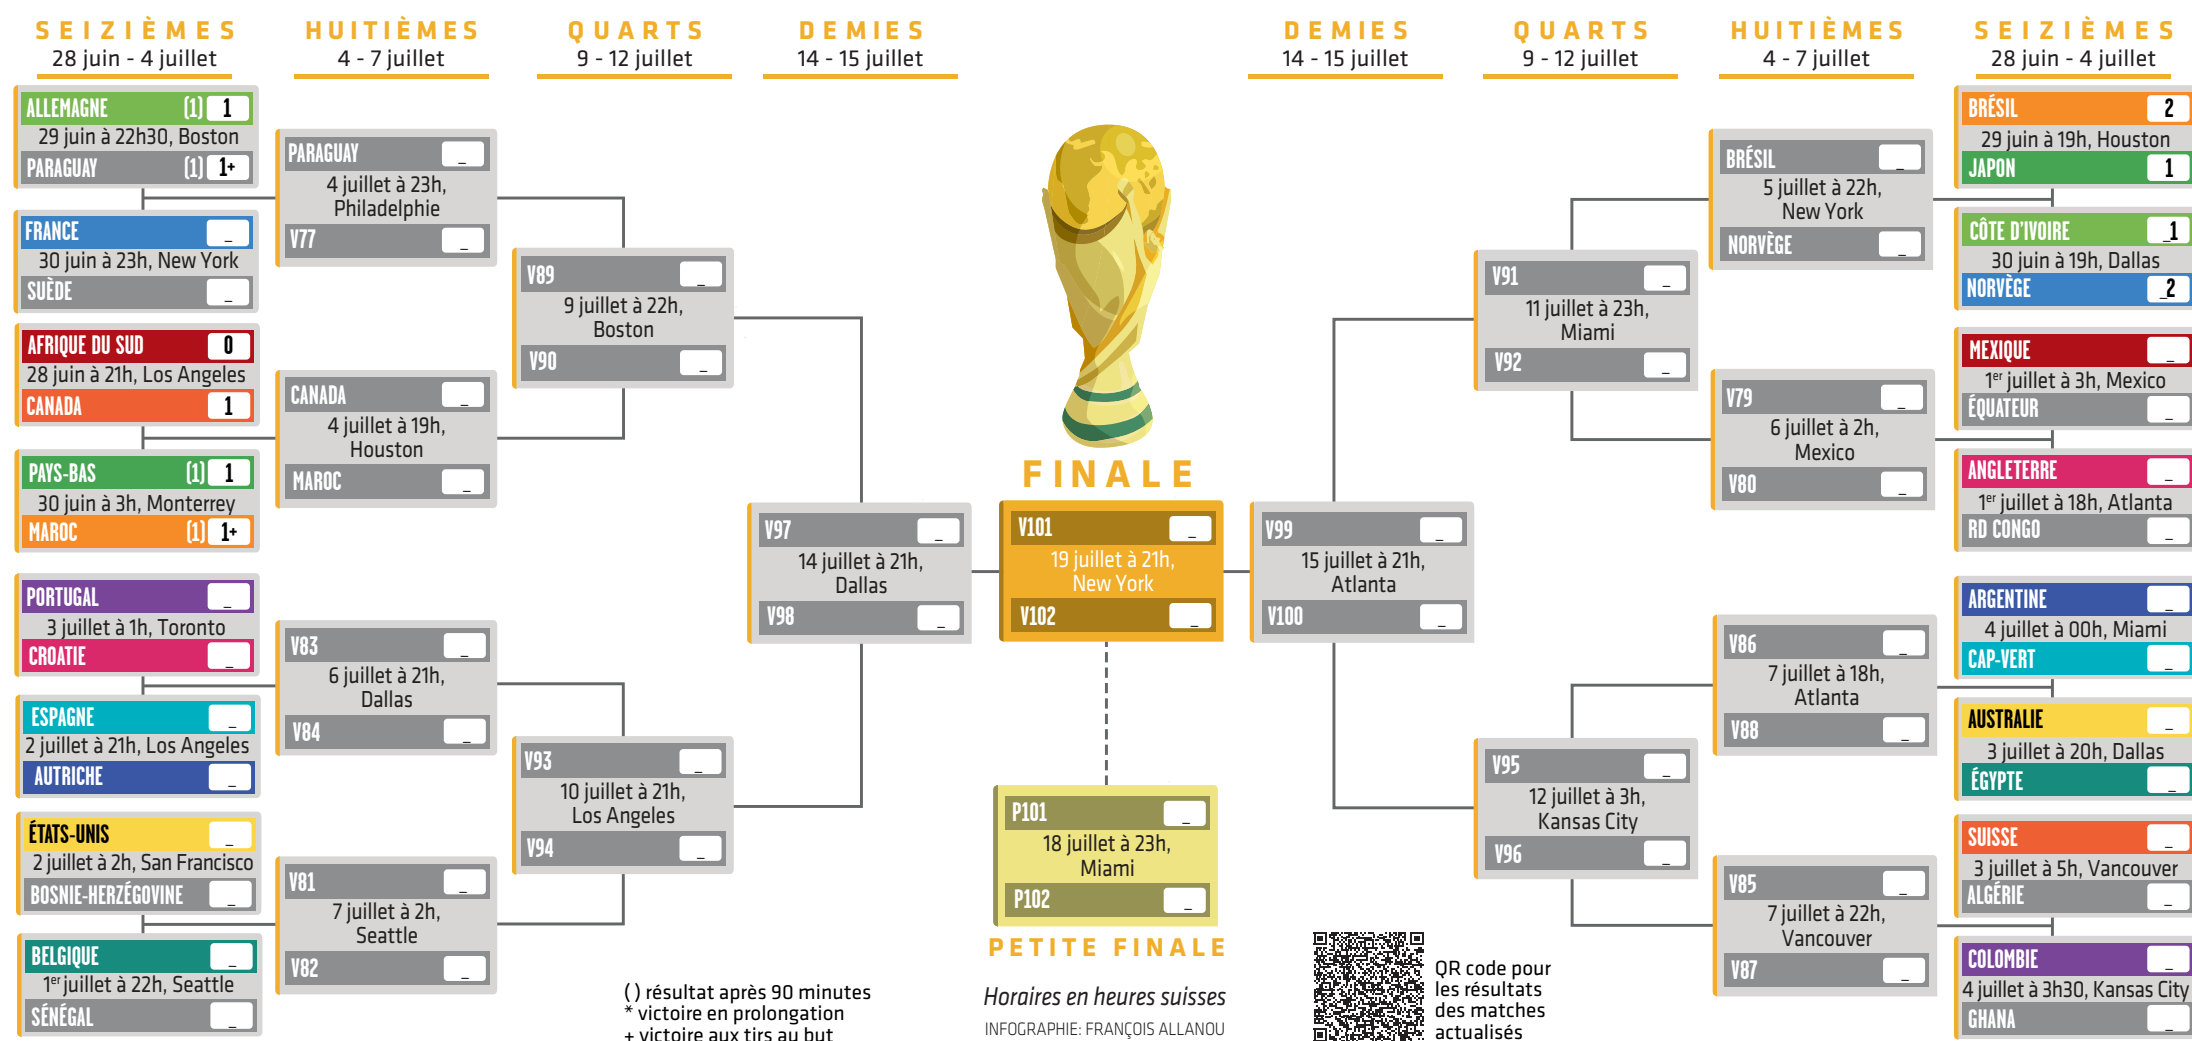 SEIZIÈMES
28 juin - 4 juillet
HUITIÈMES
4 - 7 juillet
QUARTS
9 - 12 juillet
DEMIES
14 - 15 juillet
DEMIES
14 - 15 juillet
QUARTS
9 - 12 juillet
HUITIÈMES
4 - 7 juillet
SEIZIÈMES
28 juin - 4 juillet
ALLEMAGNE (1) 1
29 juin à 22h30, Boston
PARAGUAY (1) 1+
FRANCE _
30 juin à 23h, New York
SUÈDE _
AFRIQUE DU SUD 0
28 juin à 21h, Los Angeles
CANADA 1
PAYS-BAS (1) 1
30 juin à 3h, Monterrey
MAROC (1) 1+
PORTUGAL _
3 juillet à 1h, Toronto
CROATIE _
ESPAGNE _
2 juillet à 21h, Los Angeles
AUTRICHE _
ÉTATS-UNIS _
2 juillet à 2h, San Francisco
BOSNIE-HERZÉGOVINE _
BELGIQUE _
1er juillet à 22h, Seattle
SÉNÉGAL _
PARAGUAY _
4 juillet à 23h,
Philadelphie
V77 _
CANADA _
4 juillet à 19h,
Houston
MAROC _
V83 _
6 juillet à 21h,
Dallas
V84 _
V81 _
7 juillet à 2h,
Seattle
V82 _
V89 _
9 juillet à 22h,
Boston
V90 _
V93 _
10 juillet à 21h,
Los Angeles
V94 _
V97 _
14 juillet à 21h,
Dallas
V98 _
FINALE
V101 _
19 juillet à 21h,
New York
V102 _
P101 _
18 juillet à 23h,
Miami
P102 _
PETITE FINALE
V99 _
15 juillet à 21h,
Atlanta
V100 _
V91 _
11 juillet à 23h,
Miami
V92 _
V95 _
12 juillet à 3h,
Kansas City
V96 _
BRÉSIL _
5 juillet à 22h,
New York
NORVÈGE _
V79 _
6 juillet à 2h,
Mexico
V80 _
V86 _
7 juillet à 18h,
Atlanta
V88 _
V85 _
7 juillet à 22h,
Vancouver
V87 _
BRÉSIL 2
29 juin à 19h, Houston
JAPON 1
CÔTE D'IVOIRE _1
30 juin à 19h, Dallas
NORVÈGE _2
MEXIQUE _
1er juillet à 3h, Mexico
ÉQUATEUR _
ANGLETERRE _
1er juillet à 18h, Atlanta
RD CONGO _
ARGENTINE _
4 juillet à 00h, Miami
CAP-VERT _
AUSTRALIE _
3 juillet à 20h, Dallas
ÉGYPTE _
SUISSE _
3 juillet à 5h, Vancouver
ALGÉRIE _
COLOMBIE _
4 juillet à 3h30, Kansas City
GHANA _
( ) résultat après 90 minutes
* victoire en prolongation
+ victoire aux tirs au but
Horaires en heures suisses
INFOGRAPHIE: FRANÇOIS ALLANOU
QR code pour
les résultats
des matches
actualisés